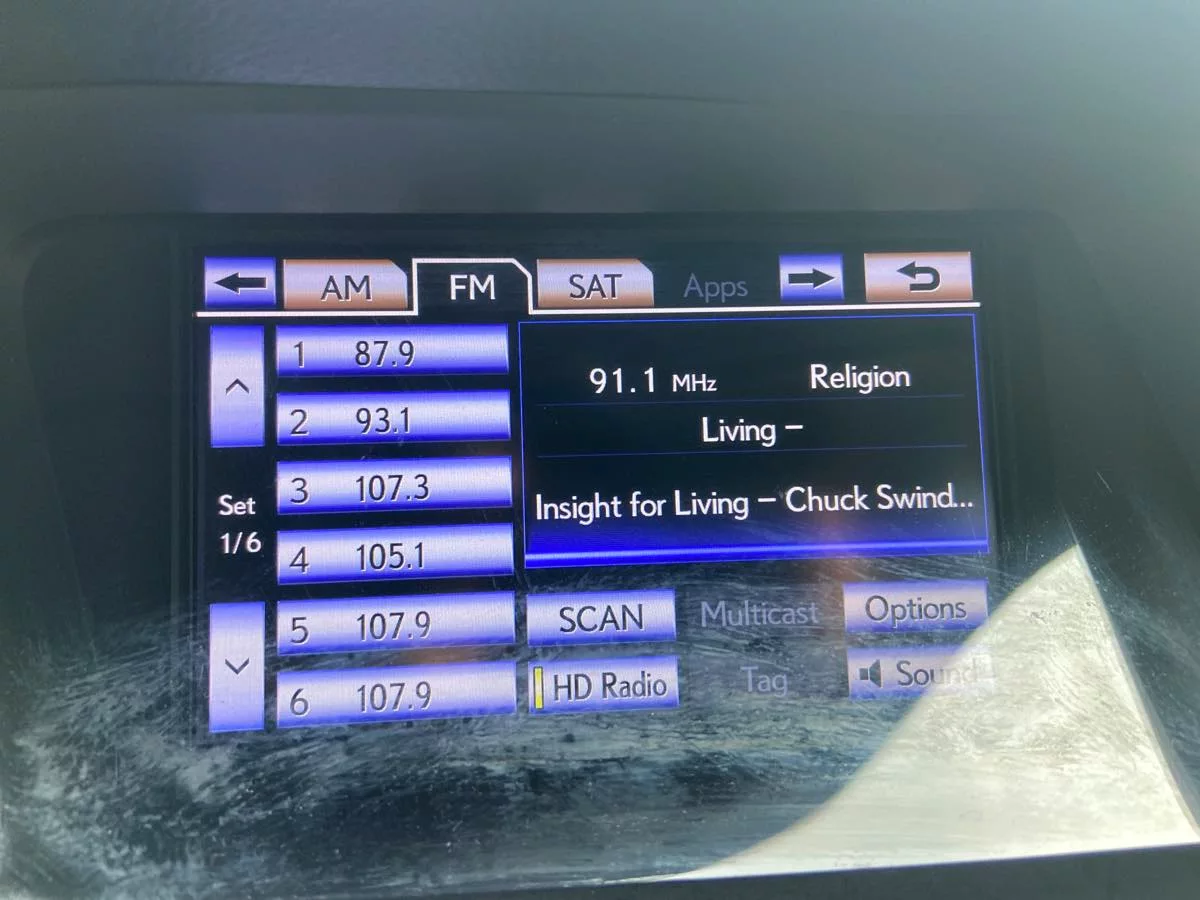 AM FM SAT Apps
1 87.9
2 93.1
3 107.3
4 105.1
5 107.9
6 107.9
Set
1/6
91.1 MHz Religion
Living –
Insight for Living – Chuck Swind...
SCAN Multicast Options
HD Radio Tag Sound